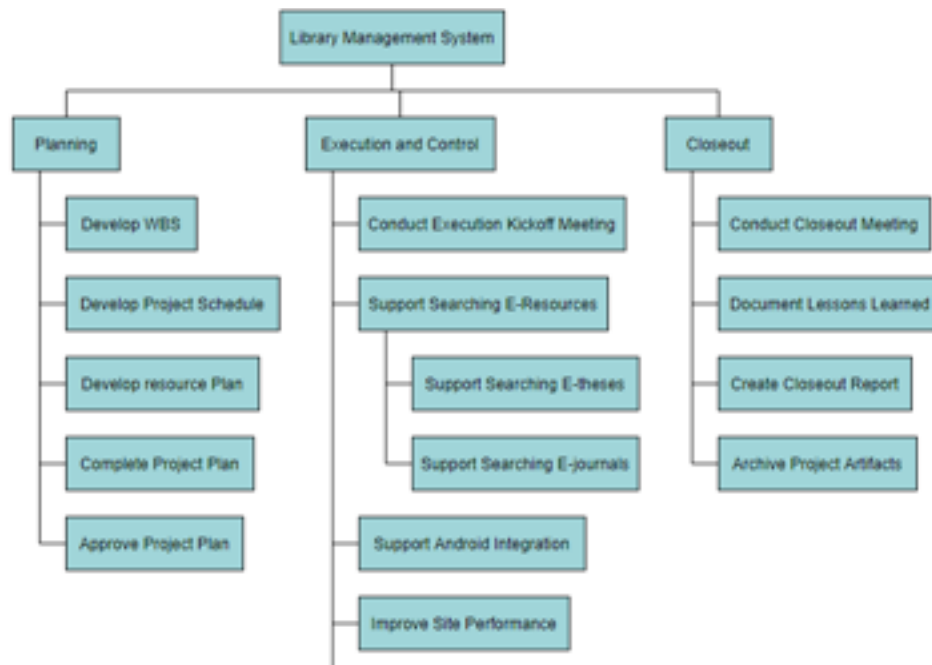 Library Management System
Planning
Execution and Control
Closeout
Develop WBS
Conduct Execution Kickoff Meeting
Conduct Closeout Meeting
Develop Project Schedule
Support Searching E-Resources
Document Lessons Learned
Develop resource Plan
Support Searching E-theses
Create Closeout Report
Complete Project Plan
Support Searching E-journals
Archive Project Artifacts
Approve Project Plan
Support Android Integration
Improve Site Performance